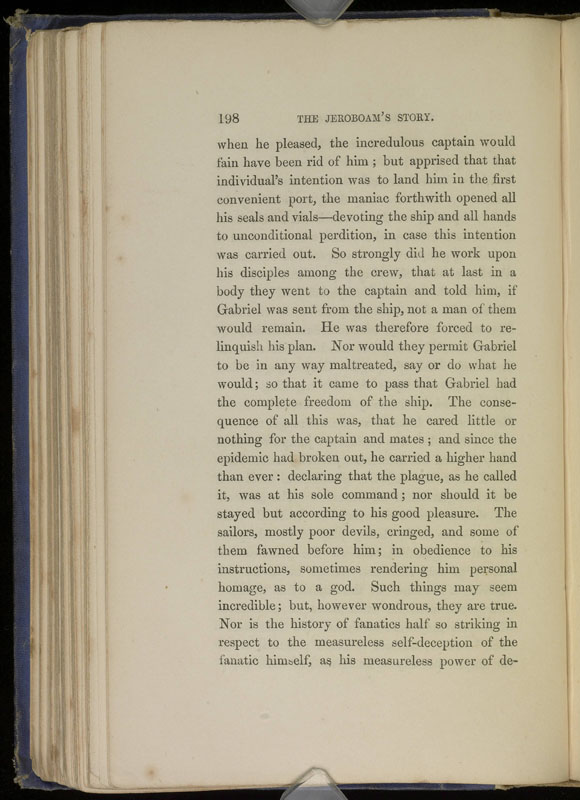 198 THE JEROBOAM'S STORY.
when he pleased, the incredulous captain would
fain have been rid of him ; but apprised that that
individual's intention was to land him in the first
convenient port, the maniac forthwith opened all
his seals and vials—devoting the ship and all hands
to unconditional perdition, in case this intention
was carried out. So strongly did he work upon
his disciples among the crew, that at last in a
body they went to the captain and told him, if
Gabriel was sent from the ship, not a man of them
would remain. He was therefore forced to re-
linquish his plan. Nor would they permit Gabriel
to be in any way maltreated, say or do what he
would; so that it came to pass that Gabriel had
the complete freedom of the ship. The conse-
quence of all this was, that he cared little or
nothing for the captain and mates ; and since the
epidemic had broken out, he carried a higher hand
than ever : declaring that the plague, as he called
it, was at his sole command ; nor should it be
stayed but according to his good pleasure. The
sailors, mostly poor devils, cringed, and some of
them fawned before him; in obedience to his
instructions, sometimes rendering him personal
homage, as to a god. Such things may seem
incredible; but, however wondrous, they are true.
Nor is the history of fanatics half so striking in
respect to the measureless self-deception of the
fanatic himself, as his measureless power of de-